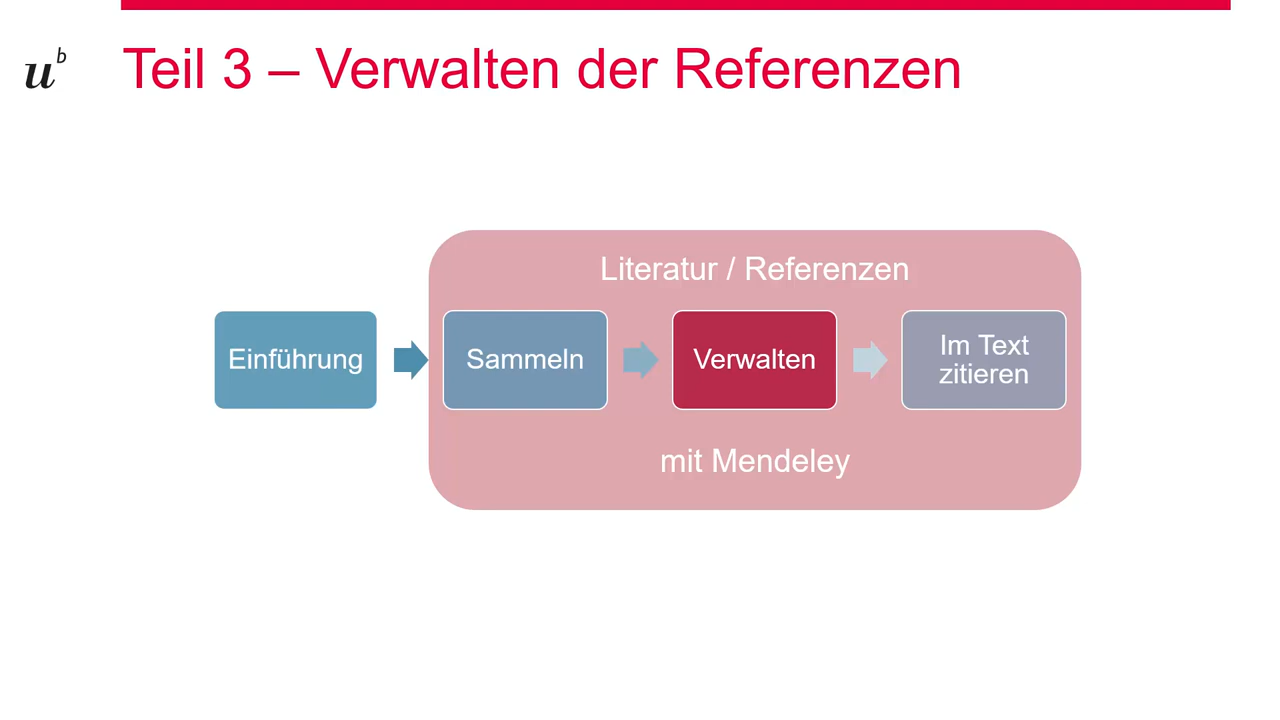 u b
Teil 3 – Verwalten der Referenzen
Literatur / Referenzen
Einführung
Sammeln
Verwalten
Im Text
zitieren
mit Mendeley